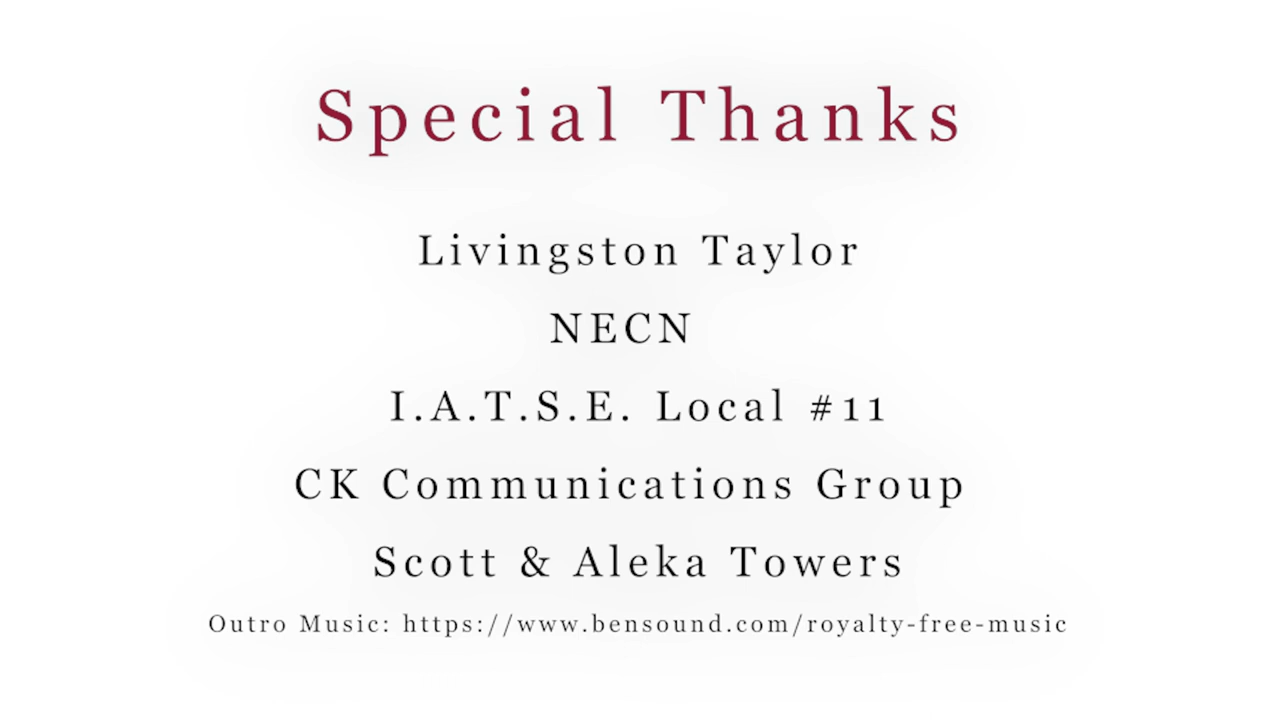 Special Thanks
Livingston Taylor
NECN
I.A.T.S.E. Local #11
CK Communications Group
Scott & Aleka Towers
Outro Music: https://www.bensound.com/royalty-free-music